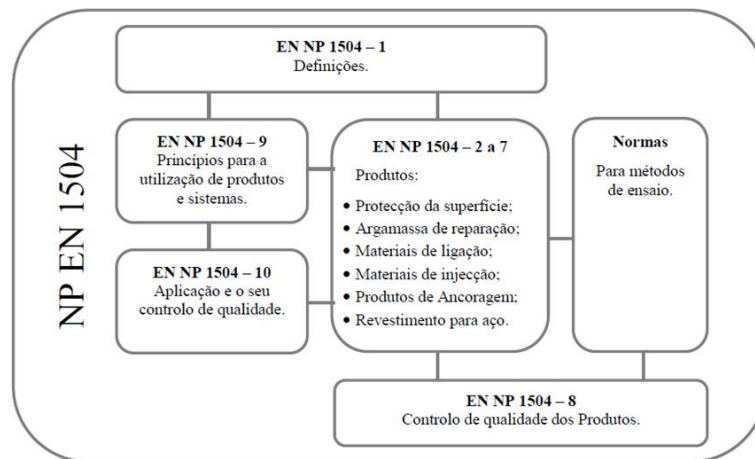 NP EN 1504
EN NP 1504 – 1
Definições.
EN NP 1504 – 9
Princípios para a
utilização de produtos
e sistemas.
EN NP 1504 – 10
Aplicação e o seu
controlo de qualidade.
EN NP 1504 – 2 a 7
Produtos:
• Protecção da superfície;
• Argamassa de reparação;
• Materiais de ligação;
• Materiais de injecção;
• Produtos de Ancoragem;
• Revestimento para aço.
Normas
Para métodos
de ensaio.
EN NP 1504 – 8
Controlo de qualidade dos Produtos.